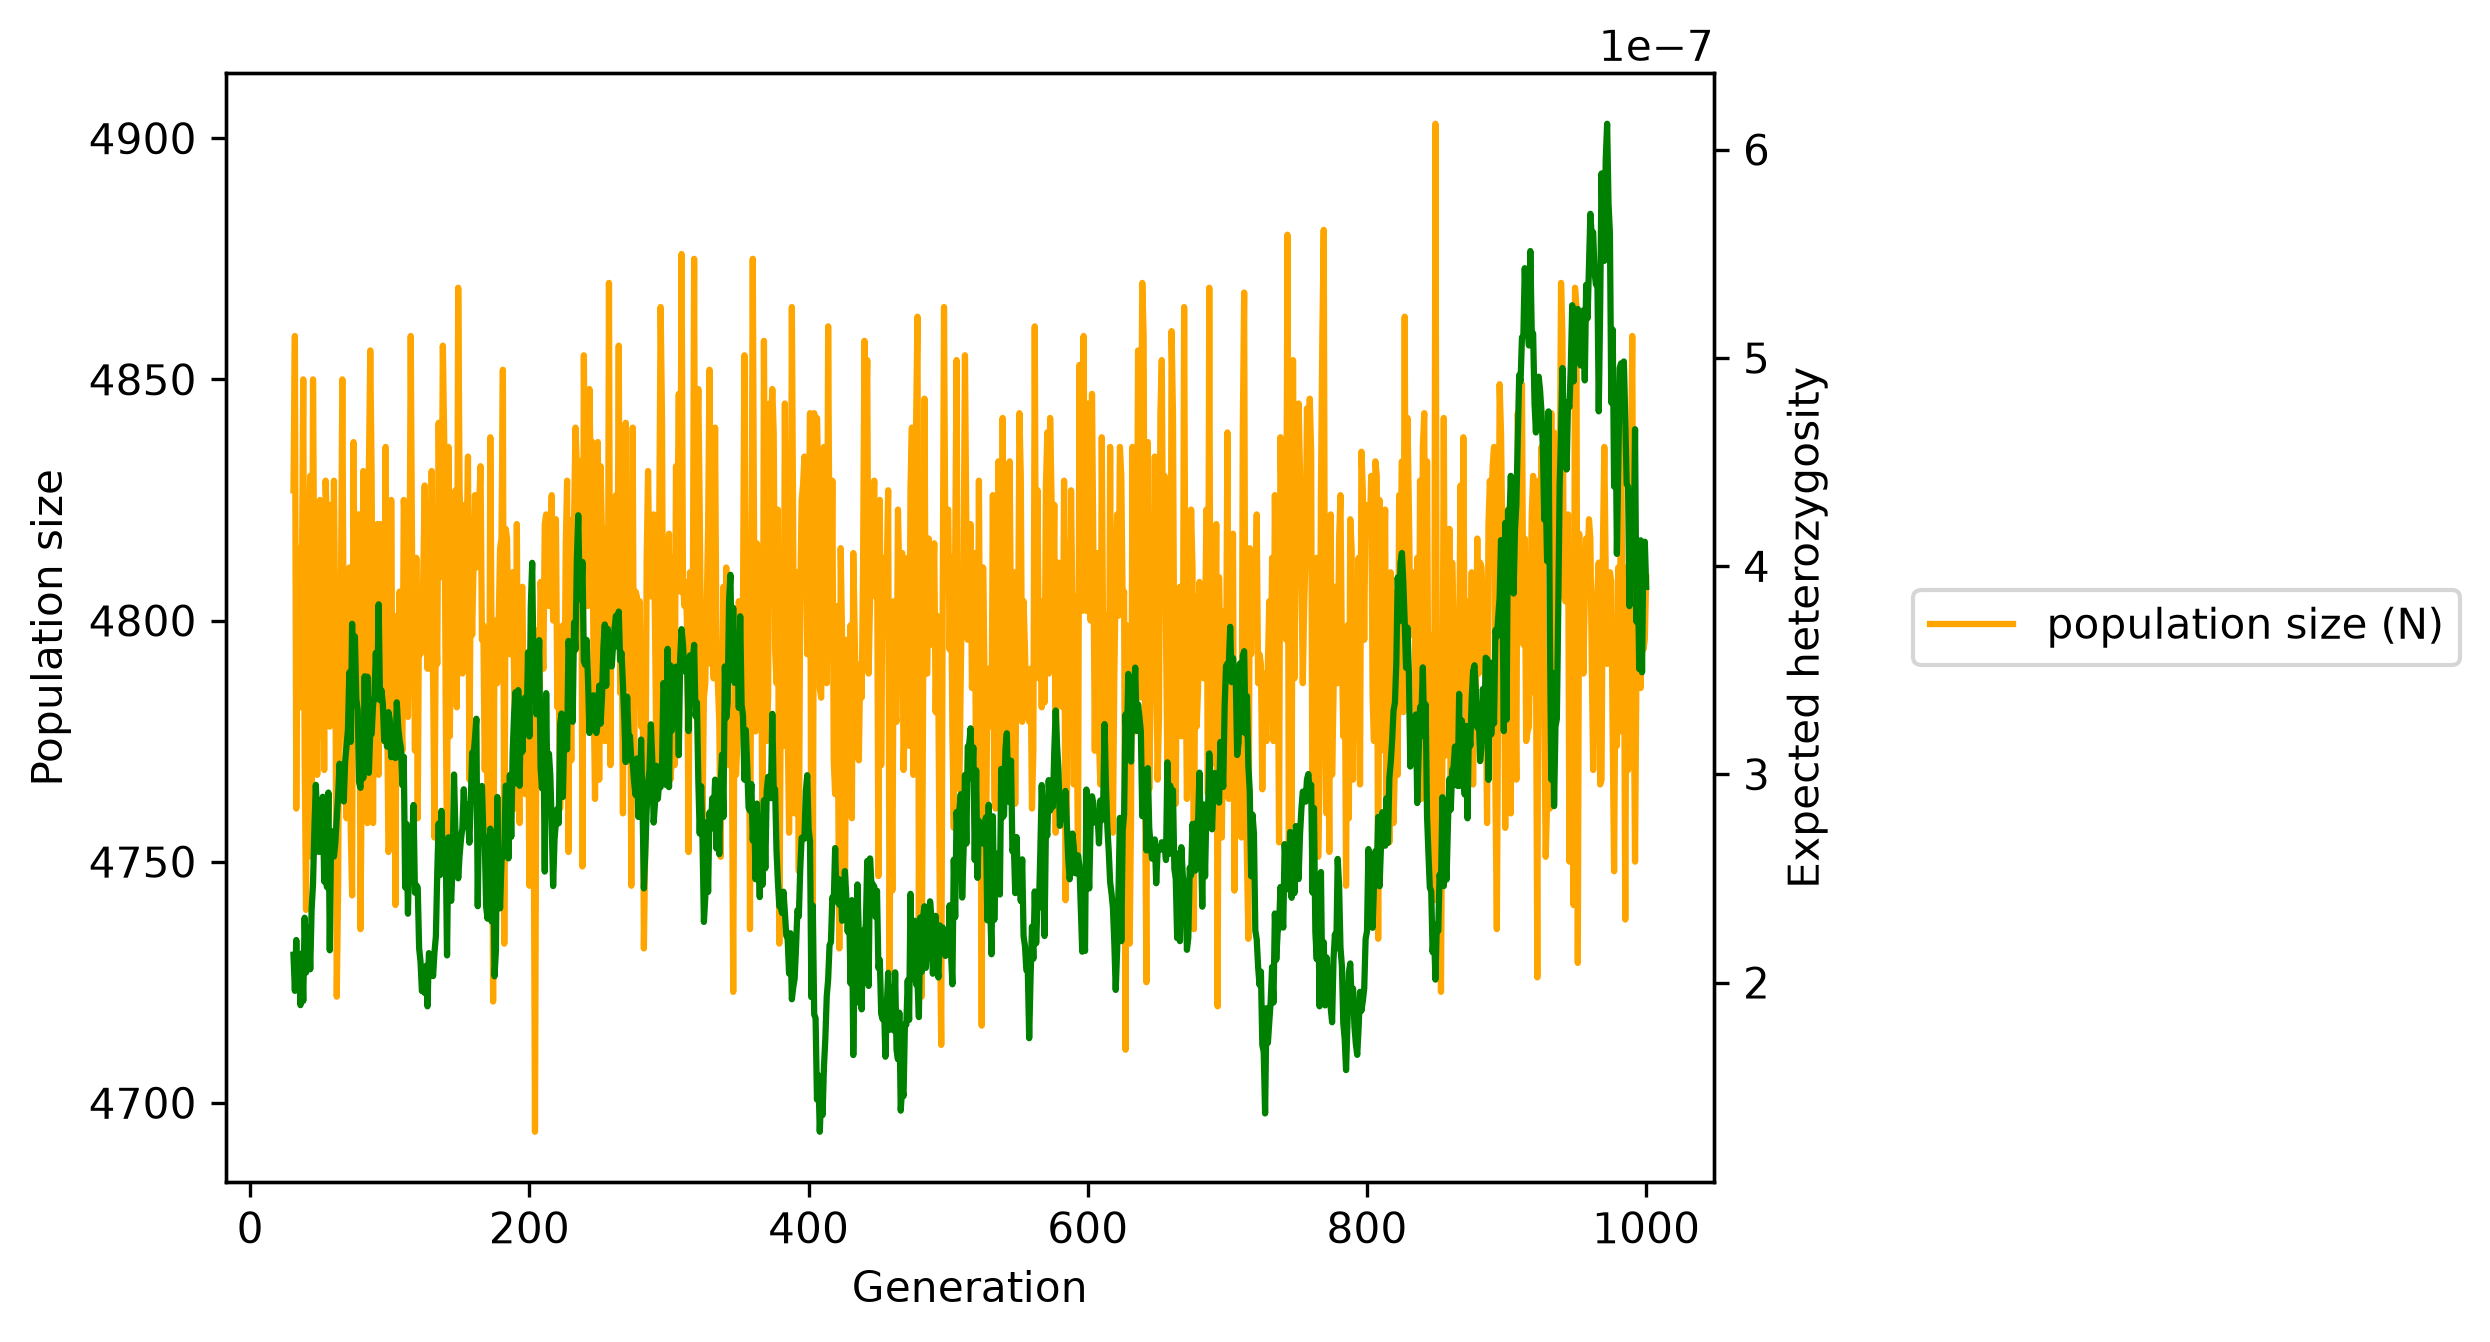 1e−7
4900
4850
4800
4750
4700
Population size
6
5
4
3
2
Expected heterozygosity
0 200 400 600 800 1000
Generation
population size (N)